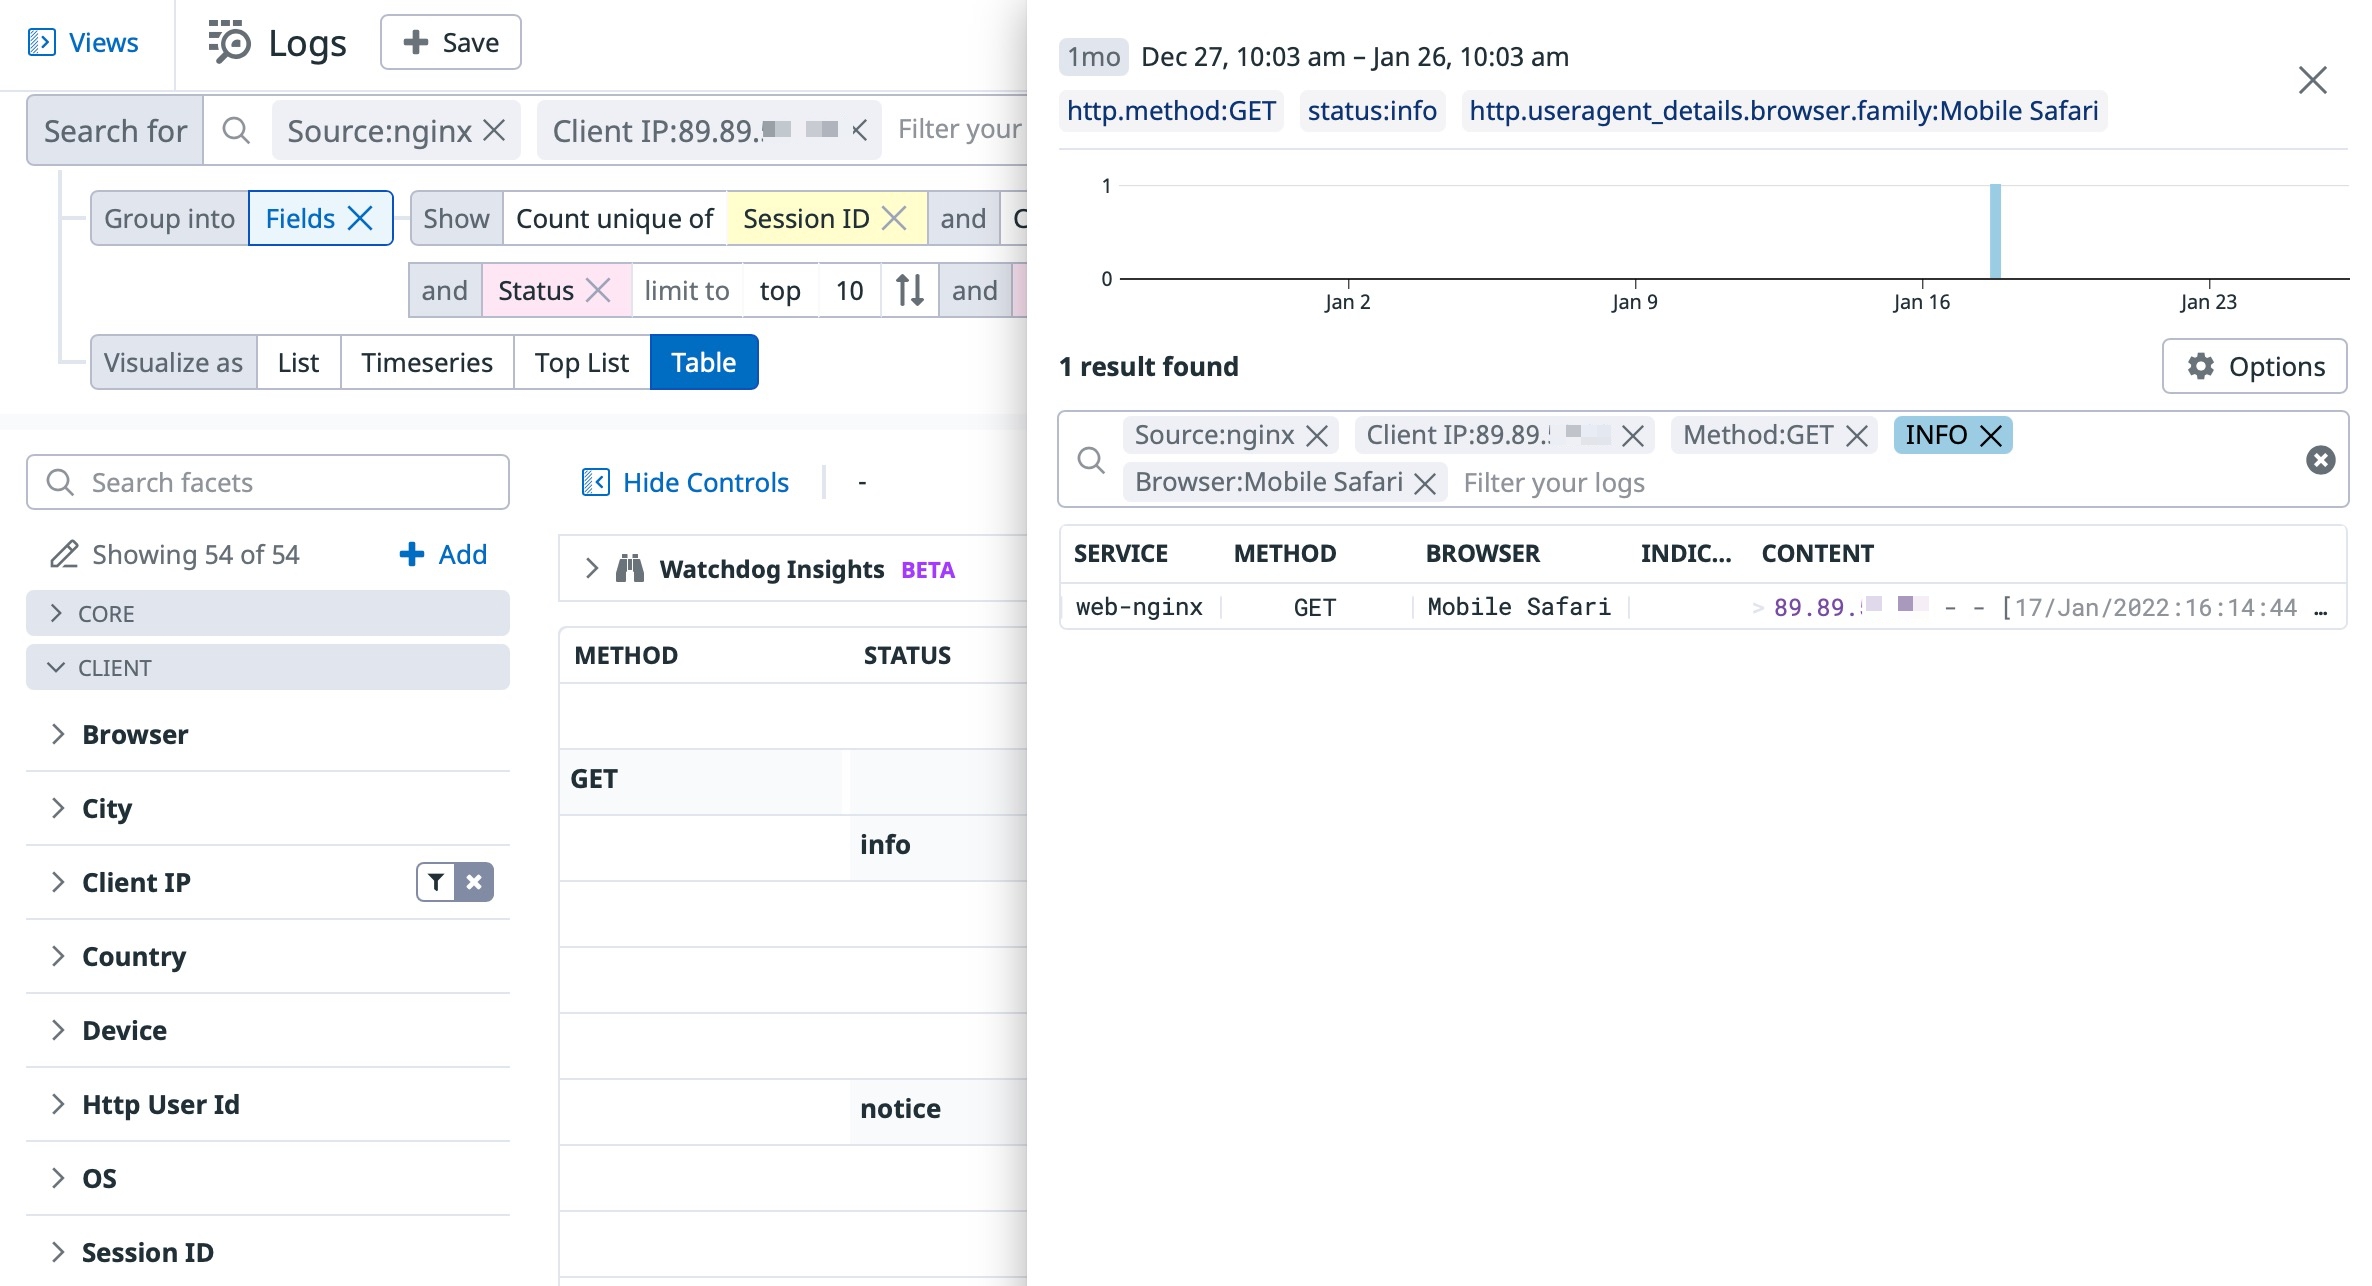 Views
Logs
Save
Search for
Source:nginx
Client IP:89.89.
Filter your
Group into
Fields
Show
Count unique of
Session ID
and
and
Status
limit to
top
10
and
Visualize as
List
Timeseries
Top List
Table
Search facets
Showing 54 of 54
Add
CORE
CLIENT
Browser
City
Client IP
Country
Device
Http User Id
OS
Session ID
Hide Controls
-
Watchdog Insights BETA
METHOD
STATUS
GET
info
notice
1mo
Dec 27, 10:03 am – Jan 26, 10:03 am
http.method:GET
status:info
http.useragent_details.browser.family:Mobile Safari
1
0
Jan 2
Jan 9
Jan 16
Jan 23
1 result found
Options
Source:nginx
Client IP:89.89.
Method:GET
INFO
Browser:Mobile Safari
Filter your logs
SERVICE
METHOD
BROWSER
INDIC...
CONTENT
web-nginx
GET
Mobile Safari
89.89. - - [17/Jan/2022:16:14:44 …